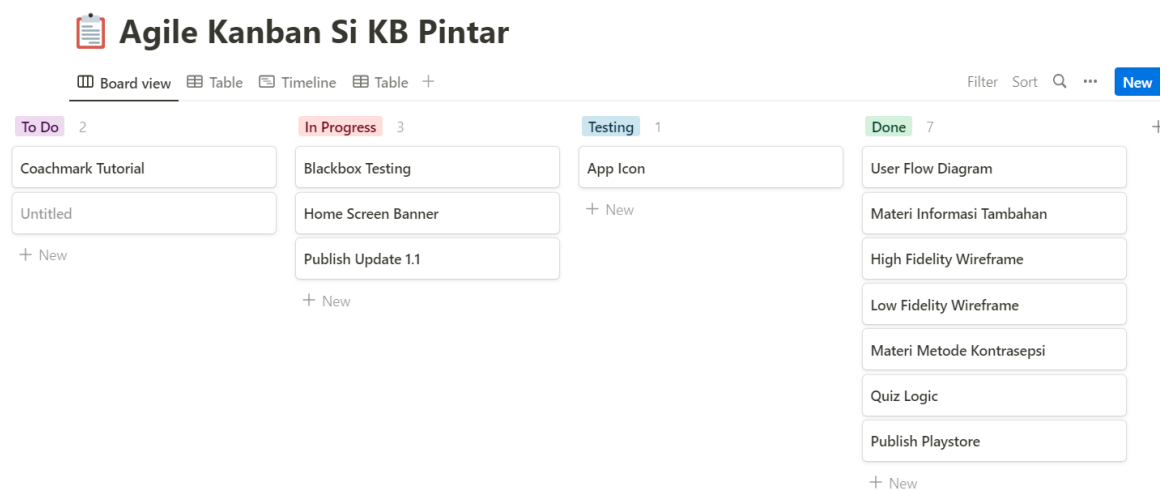 Agile Kanban Si KB Pintar
Board view Table Timeline Table + Filter Sort ••• New
To Do 2
Coachmark Tutorial
Untitled
+ New
In Progress 3
Blackbox Testing
Home Screen Banner
Publish Update 1.1
+ New
Testing 1
App Icon
+ New
Done 7
User Flow Diagram
Materi Informasi Tambahan
High Fidelity Wireframe
Low Fidelity Wireframe
Materi Metode Kontrasepsi
Quiz Logic
Publish Playstore
+ New